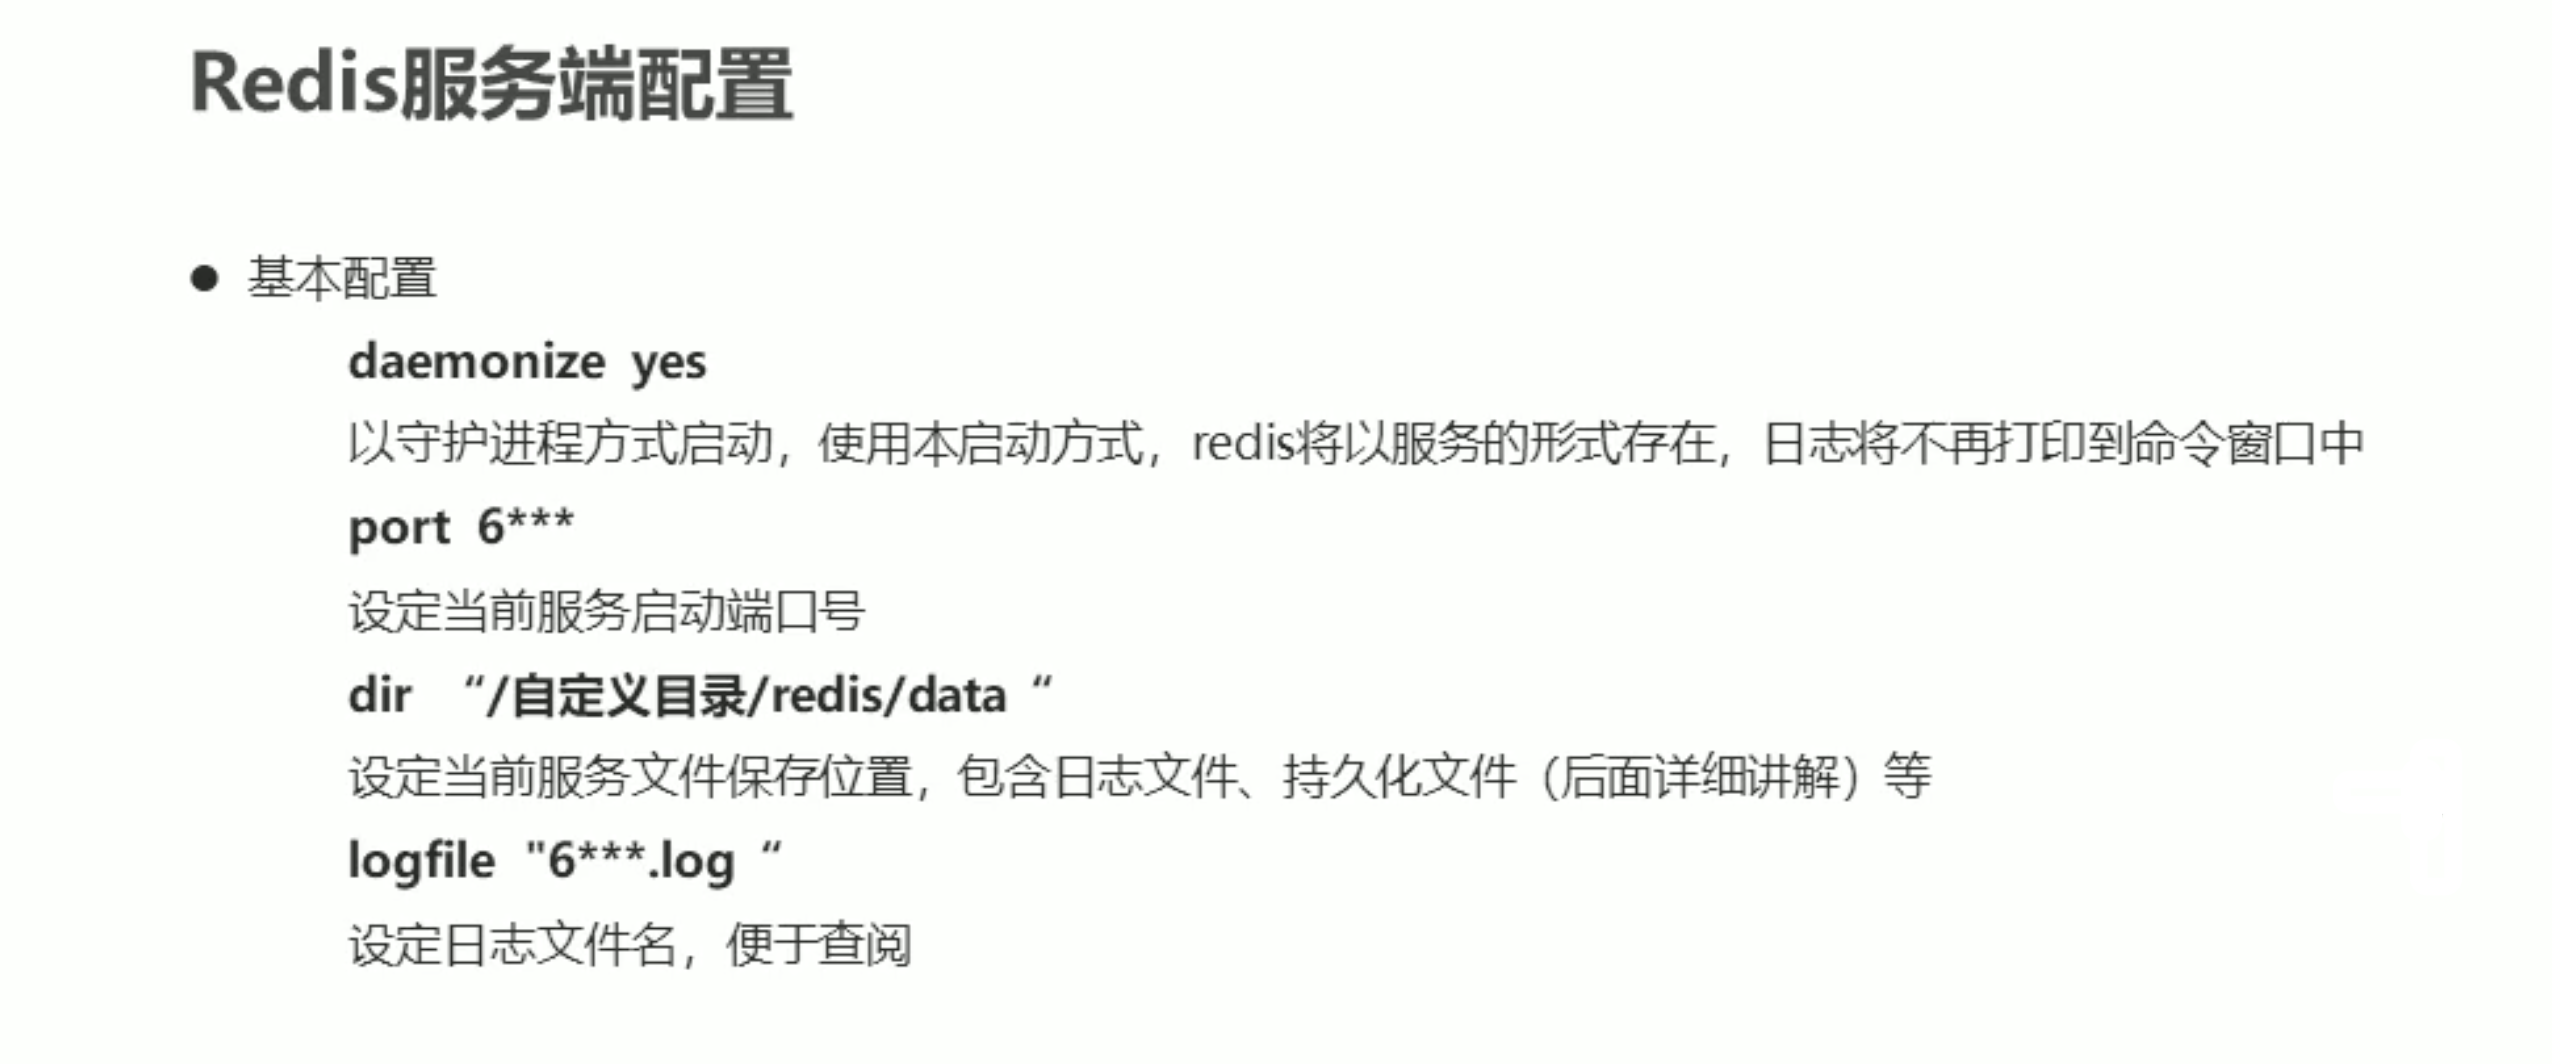 Redis服务端配置
● 基本配置
daemonize yes
以守护进程方式启动，使用本启动方式，redis将以服务的形式存在，日志将不再打印到命令窗口中
port 6***
设定当前服务启动端口号
dir “/自定义目录/redis/data “
设定当前服务文件保存位置，包含日志文件、持久化文件（后面详细讲解）等
logfile "6***.log “
设定日志文件名，便于查阅